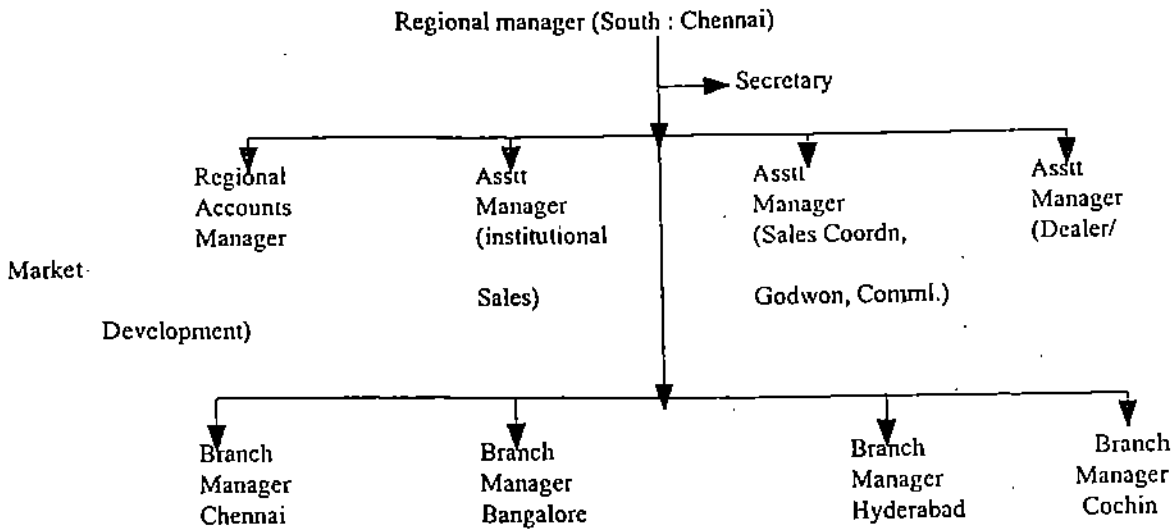 Regional manager (South : Chennai)
Secretary
Regional
Accounts
Manager
Asstt
Manager
(institutional
Sales)
Asstt
Manager
(Sales Coordn,
Godwon, Comml.)
Asstt
Manager
(Dealer/
Market
Development)
Branch
Manager
Chennai
Branch
Manager
Bangalore
Branch
Manager
Hyderabad
Branch
Manager
Cochin